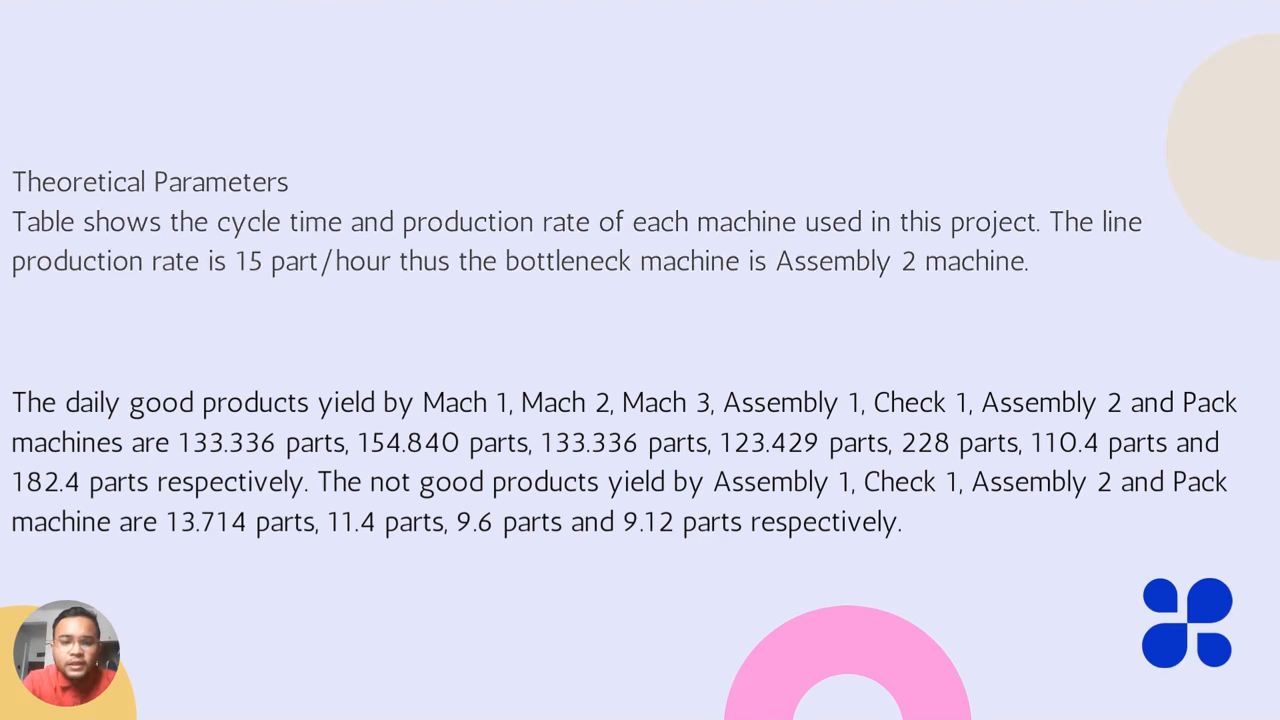 Theoretical Parameters
Table shows the cycle time and production rate of each machine used in this project. The line
production rate is 15 part/hour thus the bottleneck machine is Assembly 2 machine.
The daily good products yield by Mach 1, Mach 2, Mach 3, Assembly 1, Check 1, Assembly 2 and Pack
machines are 133.336 parts, 154.840 parts, 133.336 parts, 123.429 parts, 228 parts, 110.4 parts and
182.4 parts respectively. The not good products yield by Assembly 1, Check 1, Assembly 2 and Pack
machine are 13.714 parts, 11.4 parts, 9.6 parts and 9.12 parts respectively.